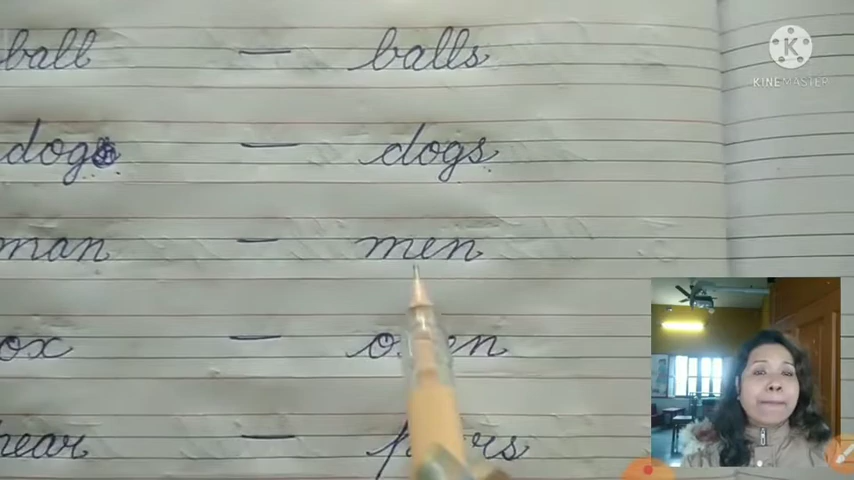 ball — balls
K
KINEMASTER
dog — dogs
man — men
ox —
—